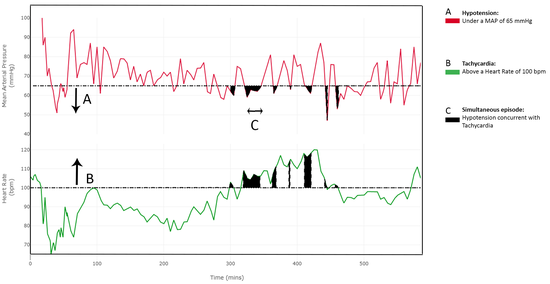 Mean Arterial Pressure
(mmHg)
100
90
80
70
60
50
40
A
C
Heart Rate
(bpm)
120
110
100
90
80
70
B
0
100
200
300
400
500
Time (mins)
A
Hypotension:
Under a MAP of 65 mmHg
B
Tachycardia:
Above a Heart Rate of 100 bpm
C
Simultaneous episode:
Hypotension concurrent with
Tachycardia